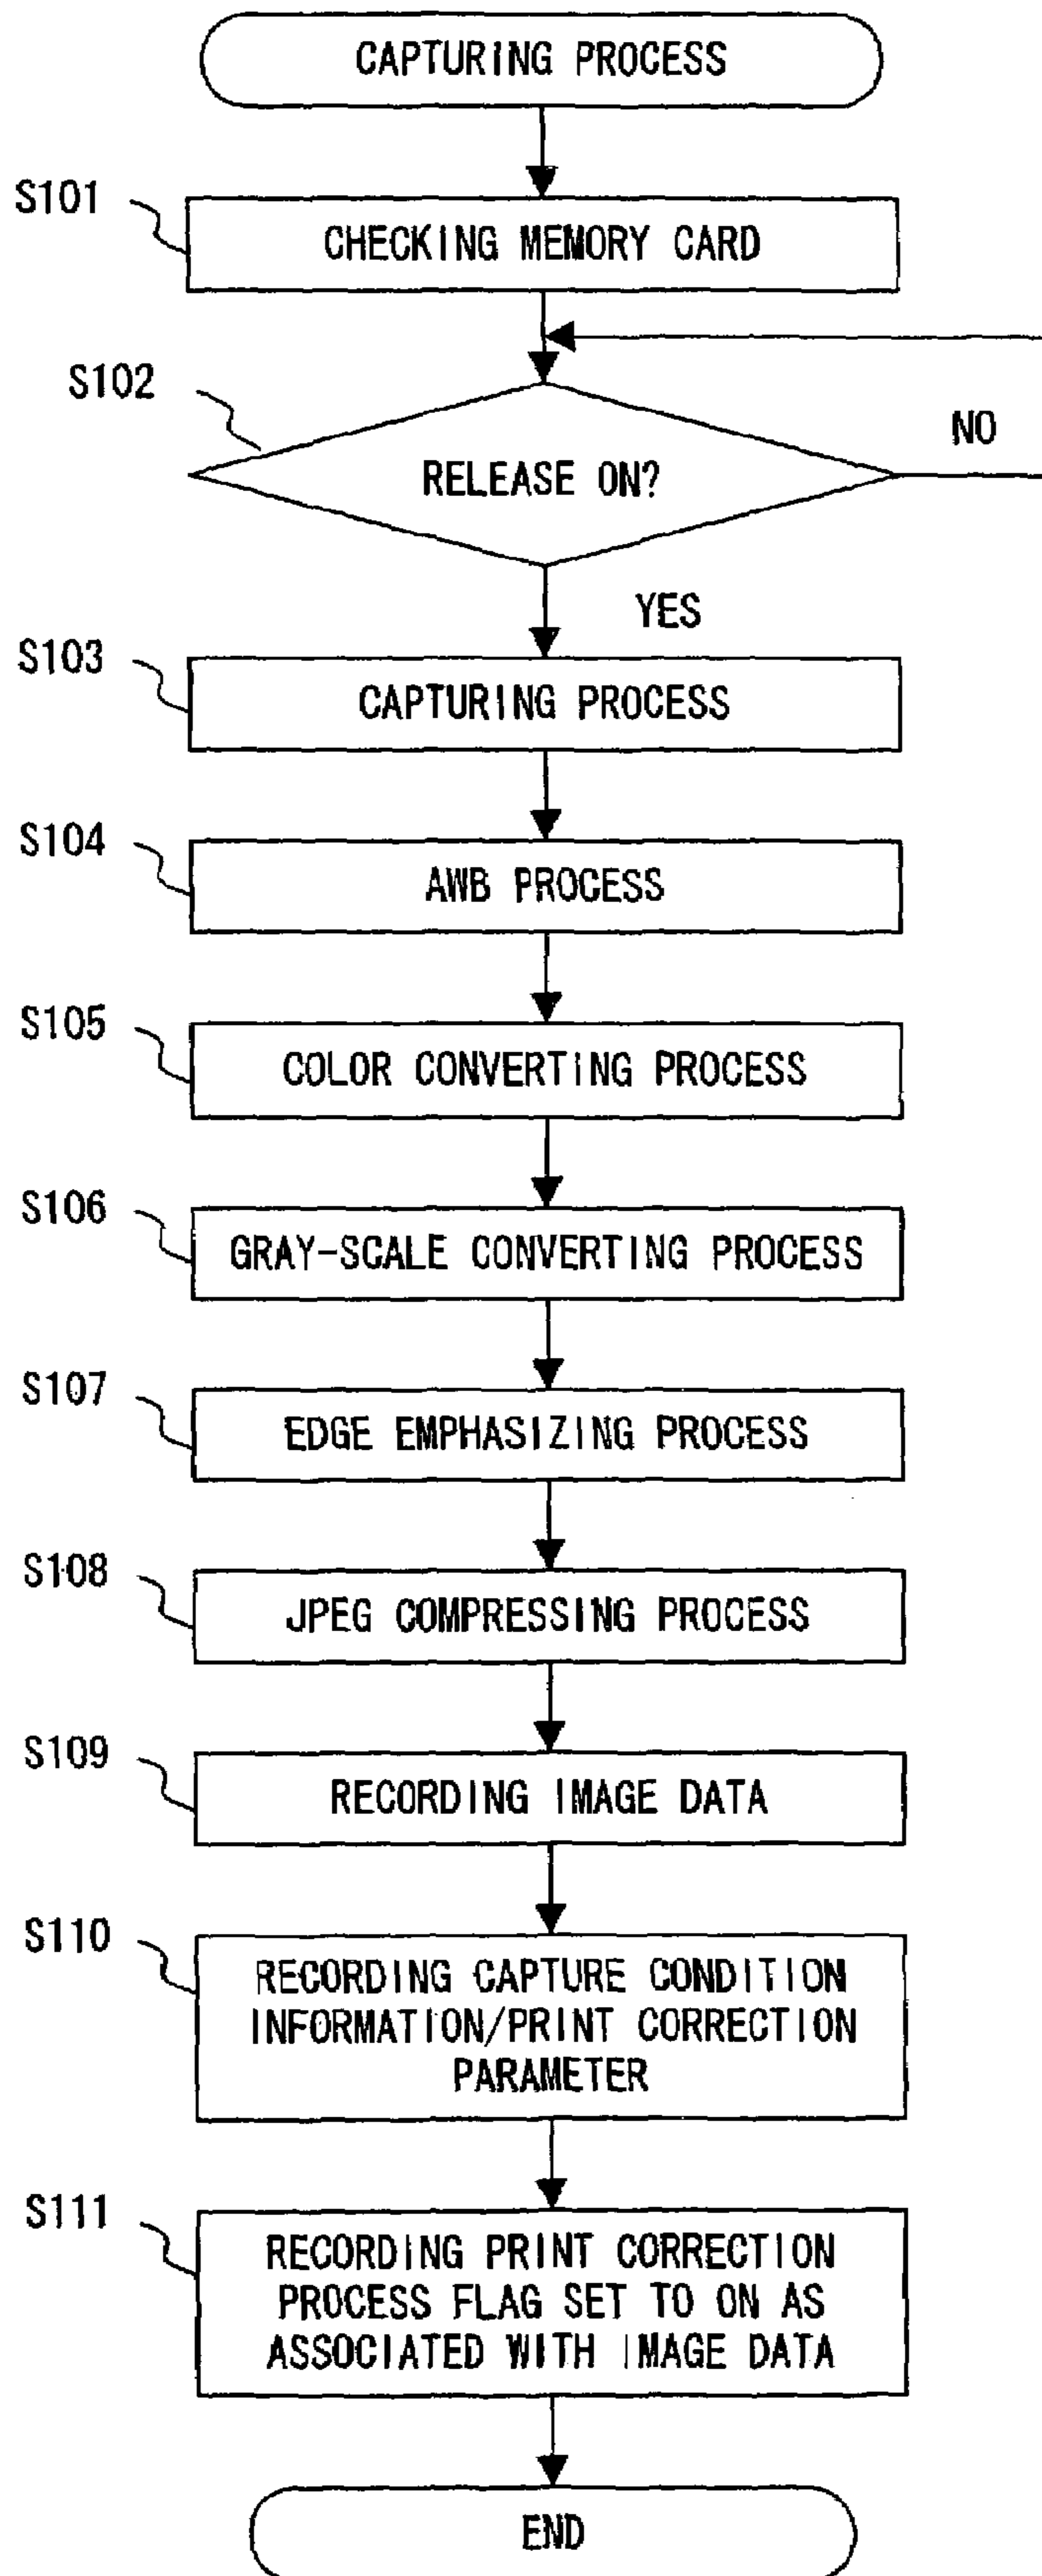 CAPTURING PROCESS
S101
CHECKING MEMORY CARD
S102
RELEASE ON?
NO
YES
S103
CAPTURING PROCESS
S104
AWB PROCESS
S105
COLOR CONVERTING PROCESS
S106
GRAY-SCALE CONVERTING PROCESS
S107
EDGE EMPHASIZING PROCESS
S108
JPEG COMPRESSING PROCESS
S109
RECORDING IMAGE DATA
S110
RECORDING CAPTURE CONDITION
INFORMATION/PRINT CORRECTION
PARAMETER
S111
RECORDING PRINT CORRECTION
PROCESS FLAG SET TO ON AS
ASSOCIATED WITH IMAGE DATA
END